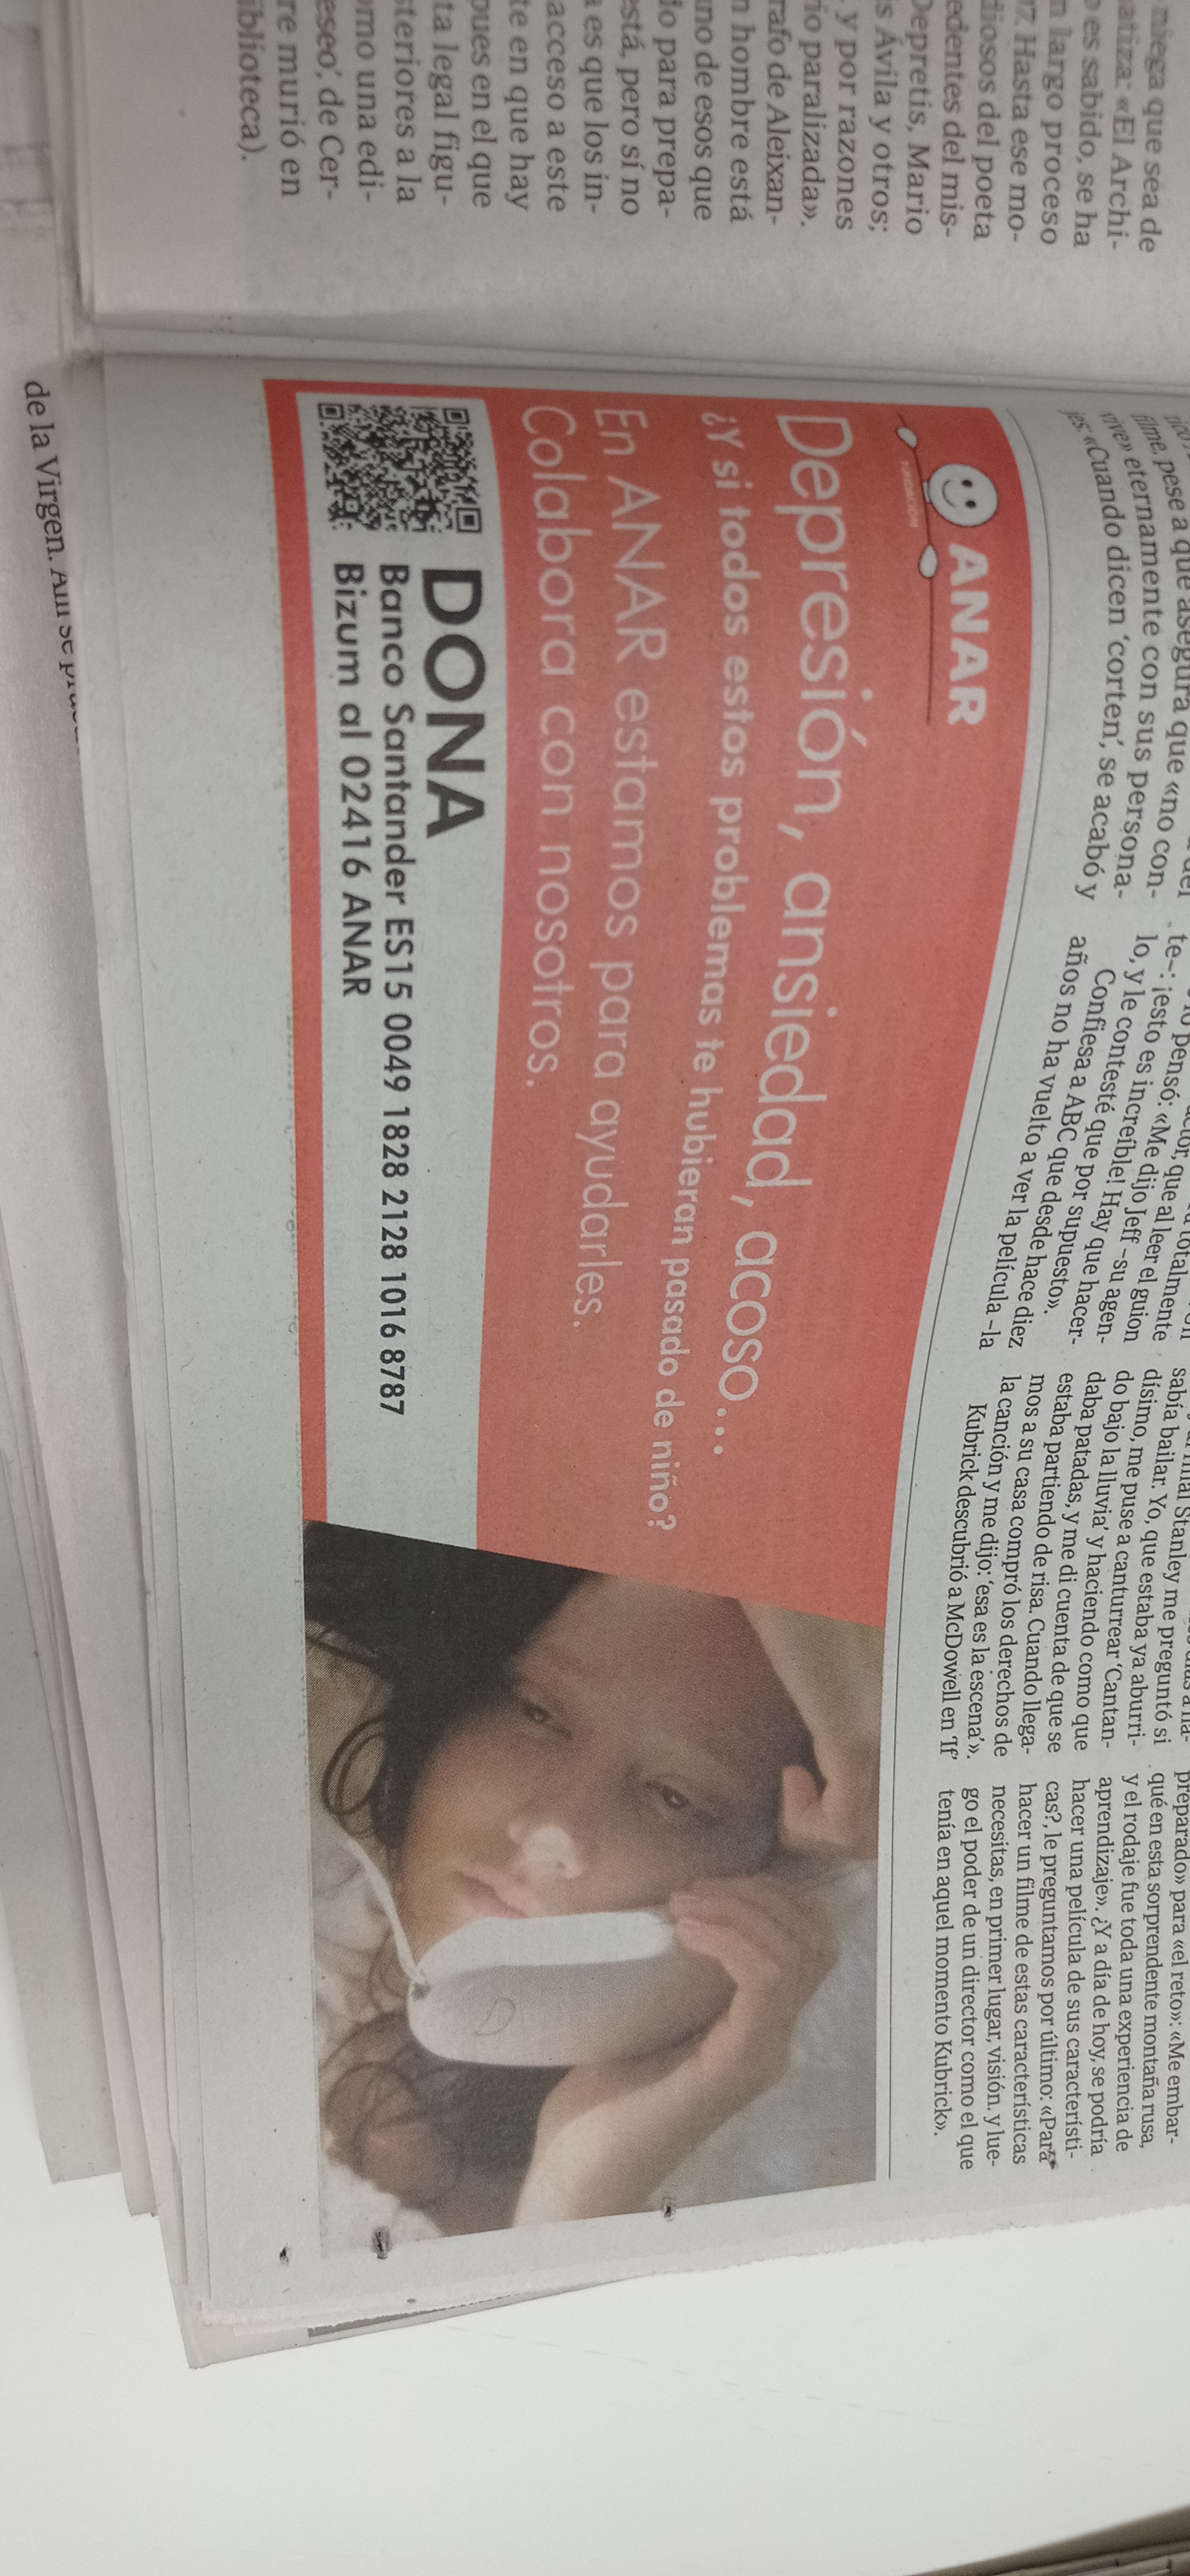 niega que sea de
matiza: «El Archi-
es sabido, se ha
largo proceso
Hasta ese mo-
diosos del poeta
edentes del mis-
Depretis, Mario
s Ávila y otros;
y por razones
rio paralizada».
rafo de Aleixan-
n hombre está
uno de esos que
do para prepa-
está, pero sí no
a es que los in-
acceso a este
te en que hay
pues en el que
ta legal figu-
steriores a la
omo una edi-
eseo', de Cer-
re murió en
iblioteca).
filme, pese a que asegura que «no con-
vive» eternamente con sus persona-
jes: «Cuando dicen 'corten', se acabó y
pensó: «Me dijo Jeff -su agen-
te-: ¡esto es increíble! Hay que hacer-
lo, y le contesté que por supuesto».
Confiesa a ABC que desde hace diez
años no ha vuelto a ver la película -la
Stanley me preguntó si
sabía bailar. Yo, que estaba ya aburri-
dísimo, me puse a canturrear 'Cantan-
do bajo la lluvia' y haciendo como que
daba patadas, y me di cuenta de que se
estaba partiendo de risa. Cuando llega-
mos a su casa compró los derechos de
la canción y me dijo: 'esa es la escena'».
Kubrick descubrió a McDowell en 'If'
preparado» para «el reto»: «Me embar-
qué en esta sorprendente montaña rusa,
y el rodaje fue toda una experiencia de
aprendizaje». ¿Y a día de hoy, se podría
hacer una película de sus característi-
cas?, le preguntamos por último: «Para
hacer un filme de estas características
necesitas, en primer lugar, visión. y lue-
go el poder de un director como el que
tenía en aquel momento Kubrick».
FUNDACIÓN
ANAR
Depresión, ansiedad, acoso...
¿Y si todos estos problemas te hubieran pasado de niño?
En ANAR estamos para ayudarles.
Colabora con nosotros.
DONA
Banco Santander ES15 0049 1828 2128 1016 8787
Bizum al 02416 ANAR
de la Virgen.